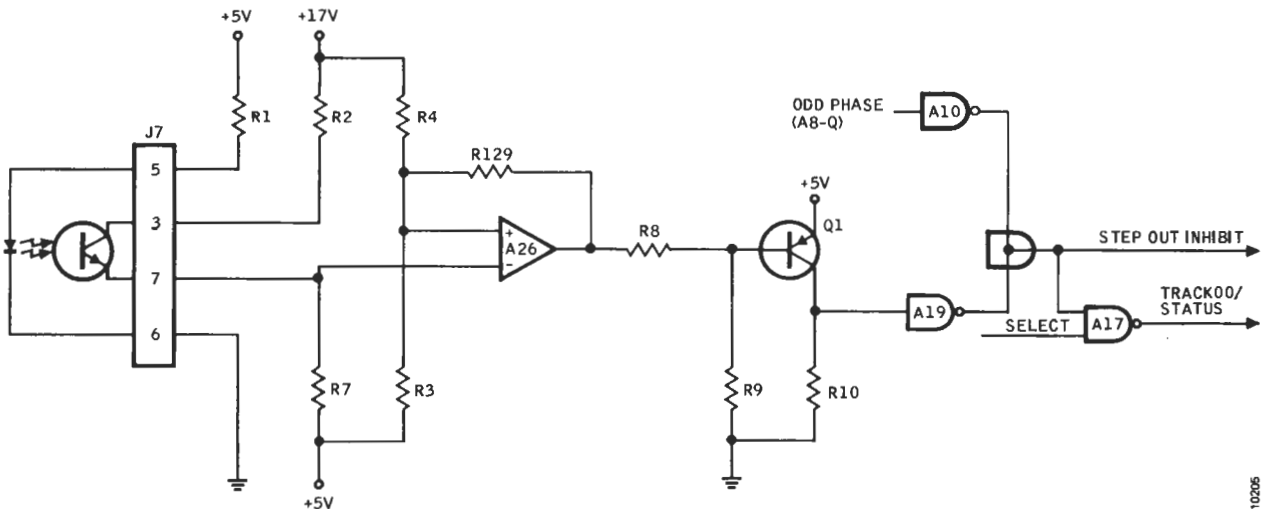 +5V
+17V
R1
R2
R4
ODD PHASE
(A8-Q)
A10
J7
5
3
7
6
R129
+5V
Q1
R8
+
A26
-
STEP OUT INHIBIT
A19
SELECT
A17
TRACK00/
STATUS
R7
R3
R9
R10
+5V
10205